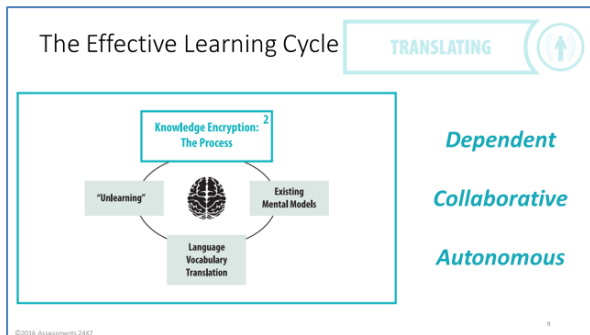 The Effective Learning Cycle
TRANSLATING
Knowledge Encryption: 2
The Process
"Unlearning"
Existing
Mental Models
Language
Vocabulary
Translation
Dependent
Collaborative
Autonomous
©2016 Assessments 24X7
9